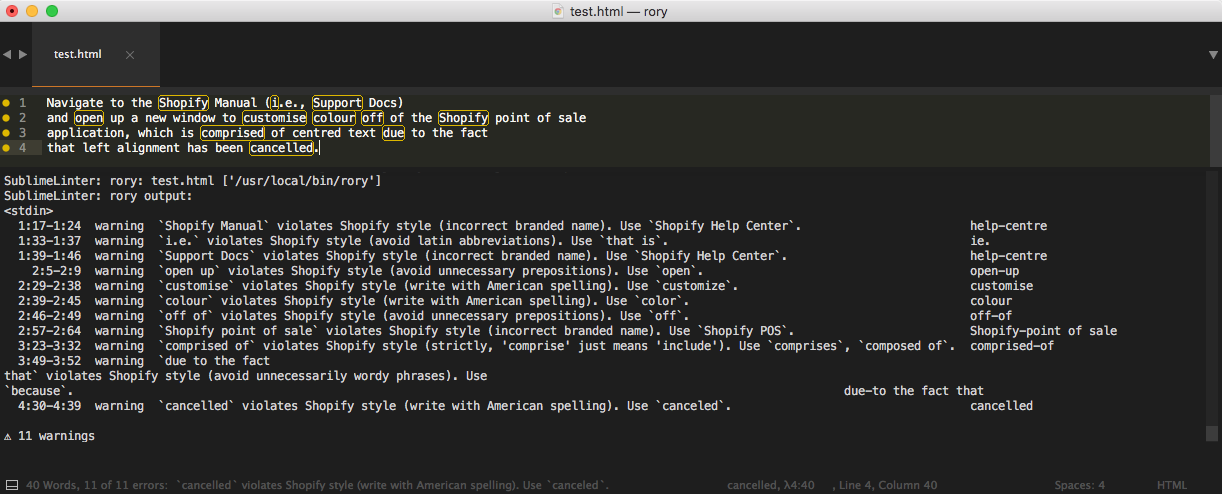 test.html — rory
test.html
1 Navigate to the Shopify Manual (i.e., Support Docs)
2 and open up a new window to customise colour off of the Shopify point of sale
3 application, which is comprised of centred text due to the fact
4 that left alignment has been cancelled.
SublimeLinter: rory: test.html ['/usr/local/bin/rory']
SublimeLinter: rory output:
<stdin>
1:17-1:24 warning `Shopify Manual` violates Shopify style (incorrect branded name). Use `Shopify Help Center`. help-centre
1:33-1:37 warning `i.e.` violates Shopify style (avoid latin abbreviations). Use `that is`. ie.
1:39-1:46 warning `Support Docs` violates Shopify style (incorrect branded name). Use `Shopify Help Center`. help-centre
2:5-2:9 warning `open up` violates Shopify style (avoid unnecessary prepositions). Use `open`. open-up
2:29-2:38 warning `customise` violates Shopify style (write with American spelling). Use `customize`. customise
2:39-2:45 warning `colour` violates Shopify style (write with American spelling). Use `color`. colour
2:46-2:49 warning `off of` violates Shopify style (avoid unnecessary prepositions). Use `off`. off-of
2:57-2:64 warning `Shopify point of sale` violates Shopify style (incorrect branded name). Use `Shopify POS`. Shopify-point of sale
3:23-3:32 warning `comprised of` violates Shopify style (strictly, 'comprise' just means 'include'). Use `comprises`, `composed of`. comprised-of
3:49-3:52 warning `due to the fact
that` violates Shopify style (avoid unnecessarily wordy phrases). Use
`because`. due-to the fact that
4:30-4:39 warning `cancelled` violates Shopify style (write with American spelling). Use `canceled`. cancelled
⚠ 11 warnings
40 Words, 11 of 11 errors: `cancelled` violates Shopify style (write with American spelling). Use `canceled`. cancelled, λ4:40 , Line 4, Column 40 Spaces: 4 HTML